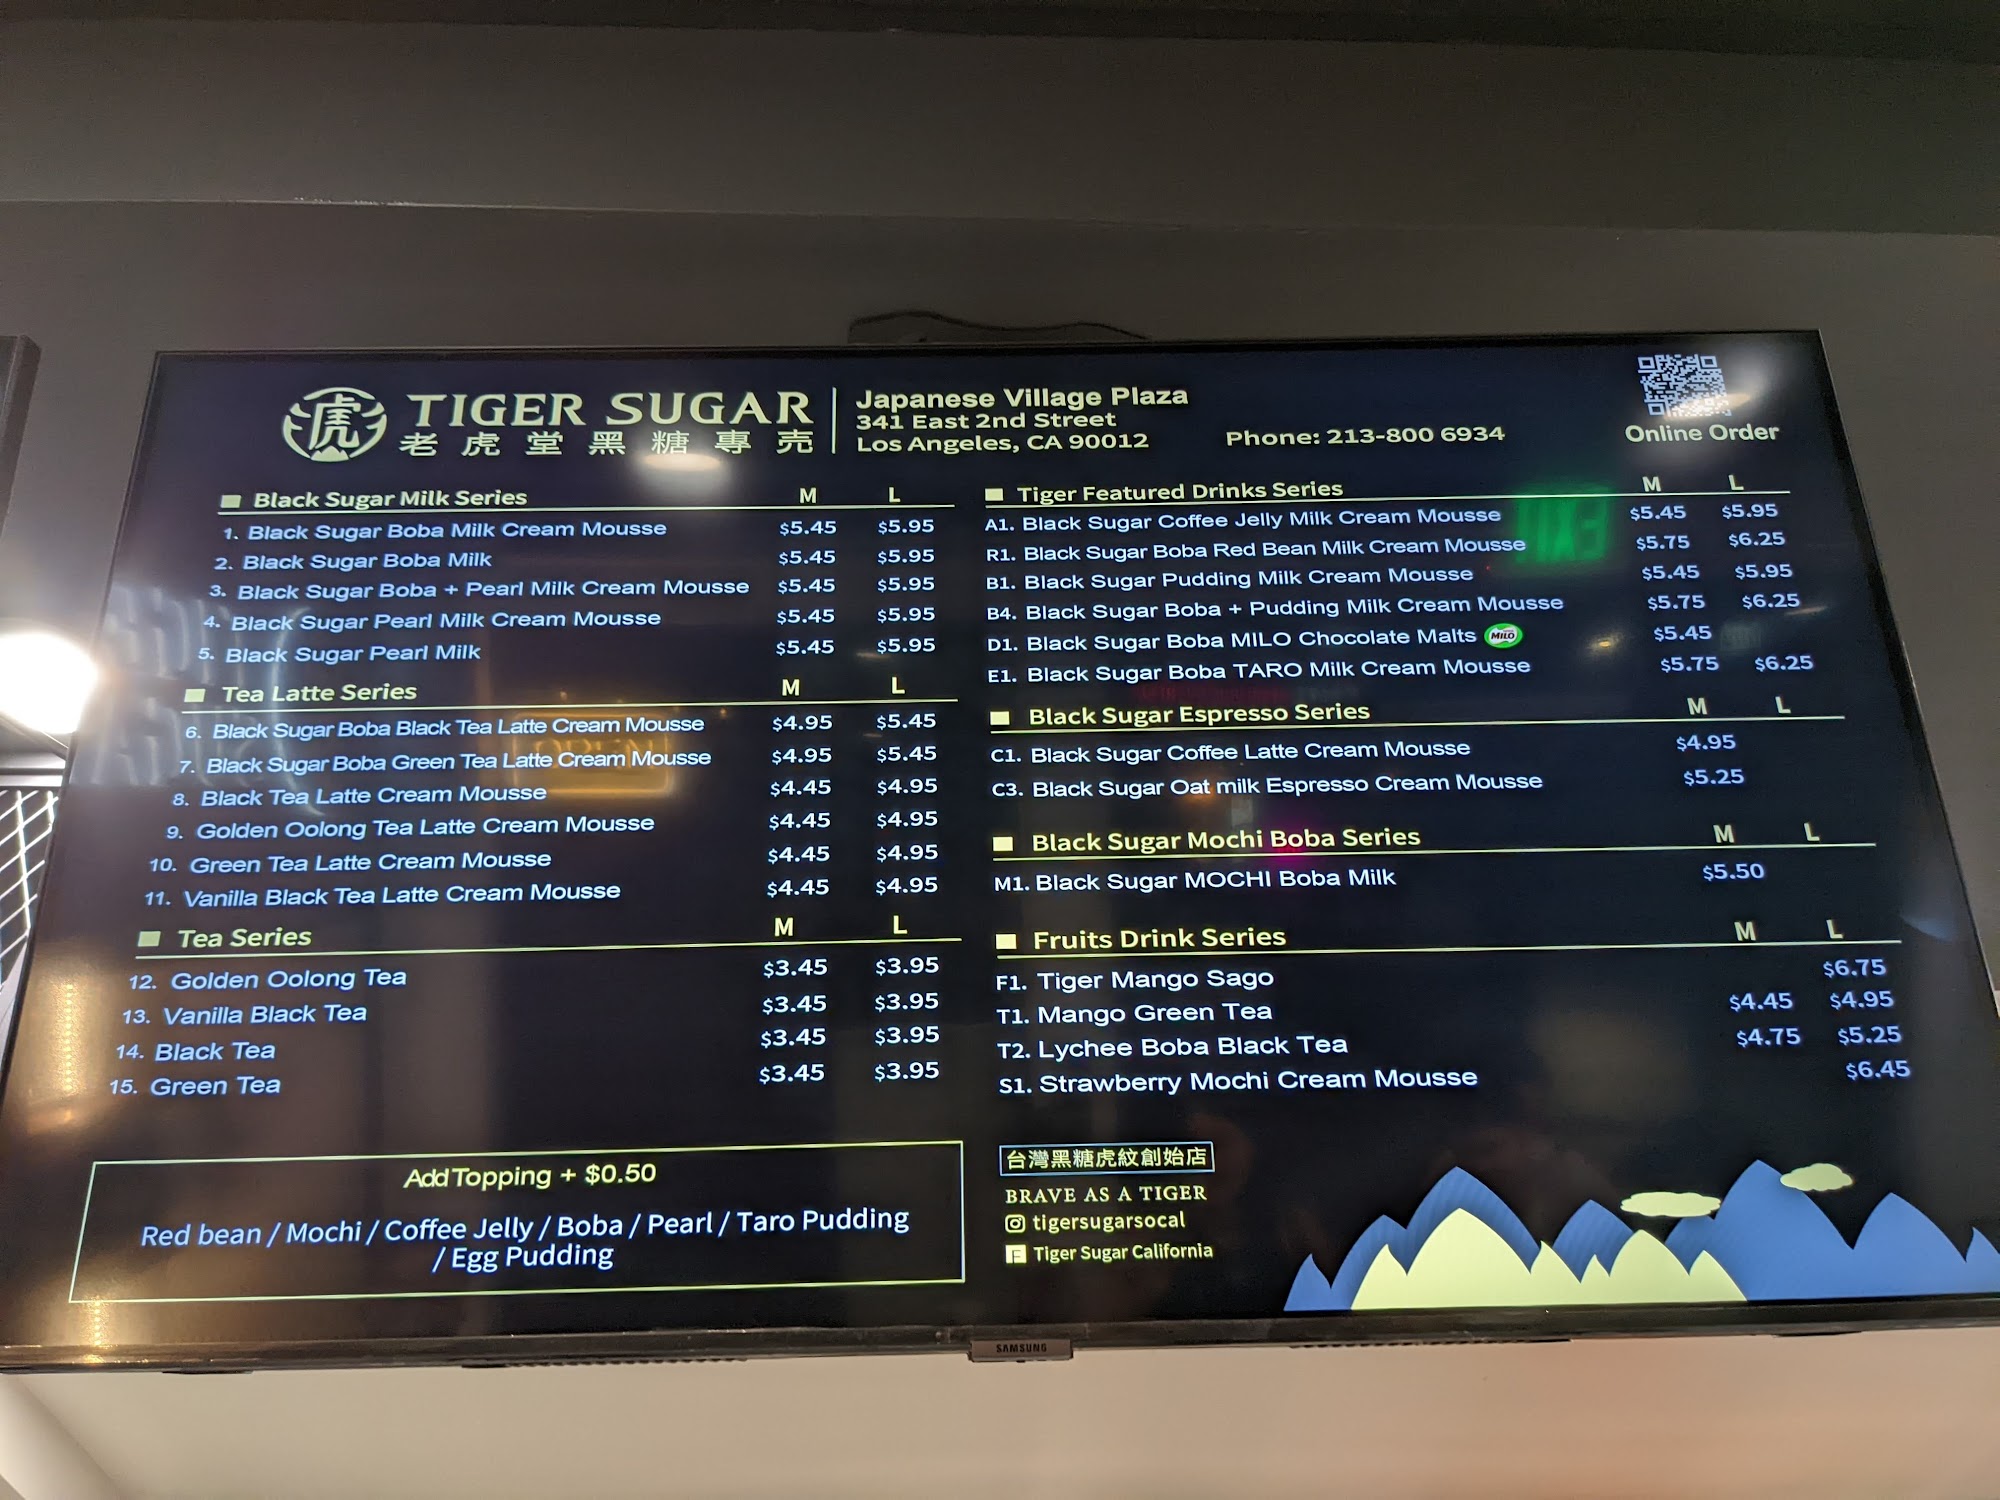 虎 TIGER SUGAR
老虎堂黑糖專売
Japanese Village Plaza
341 East 2nd Street
Los Angeles, CA 90012
Phone: 213-800 6934
Online Order
Black Sugar Milk Series M L
1. Black Sugar Boba Milk Cream Mousse $5.45 $5.95
2. Black Sugar Boba Milk $5.45 $5.95
3. Black Sugar Boba + Pearl Milk Cream Mousse $5.45 $5.95
4. Black Sugar Pearl Milk Cream Mousse $5.45 $5.95
5. Black Sugar Pearl Milk $5.45 $5.95
Tea Latte Series M L
6. Black Sugar Boba Black Tea Latte Cream Mousse $4.95 $5.45
7. Black Sugar Boba Green Tea Latte Cream Mousse $4.95 $5.45
8. Black Tea Latte Cream Mousse $4.45 $4.95
9. Golden Oolong Tea Latte Cream Mousse $4.45 $4.95
10. Green Tea Latte Cream Mousse $4.45 $4.95
11. Vanilla Black Tea Latte Cream Mousse $4.45 $4.95
Tea Series M L
12. Golden Oolong Tea $3.45 $3.95
13. Vanilla Black Tea $3.45 $3.95
14. Black Tea $3.45 $3.95
15. Green Tea $3.45 $3.95
Add Topping + $0.50
Red bean / Mochi / Coffee Jelly / Boba / Pearl / Taro Pudding
/ Egg Pudding
Tiger Featured Drinks Series M L
A1. Black Sugar Coffee Jelly Milk Cream Mousse $5.45 $5.95
R1. Black Sugar Boba Red Bean Milk Cream Mousse $5.75 $6.25
B1. Black Sugar Pudding Milk Cream Mousse $5.45 $5.95
B4. Black Sugar Boba + Pudding Milk Cream Mousse $5.75 $6.25
D1. Black Sugar Boba MILO Chocolate Malts MILO $5.45
E1. Black Sugar Boba TARO Milk Cream Mousse $5.75 $6.25
Black Sugar Espresso Series M L
C1. Black Sugar Coffee Latte Cream Mousse $4.95
C3. Black Sugar Oat milk Espresso Cream Mousse $5.25
Black Sugar Mochi Boba Series M L
M1. Black Sugar MOCHI Boba Milk $5.50
Fruits Drink Series M L
F1. Tiger Mango Sago $6.75
T1. Mango Green Tea $4.45 $4.95
T2. Lychee Boba Black Tea $4.75 $5.25
S1. Strawberry Mochi Cream Mousse $6.45
台灣黑糖虎紋創始店
BRAVE AS A TIGER
tigersugarsocal
Tiger Sugar California
SAMSUNG